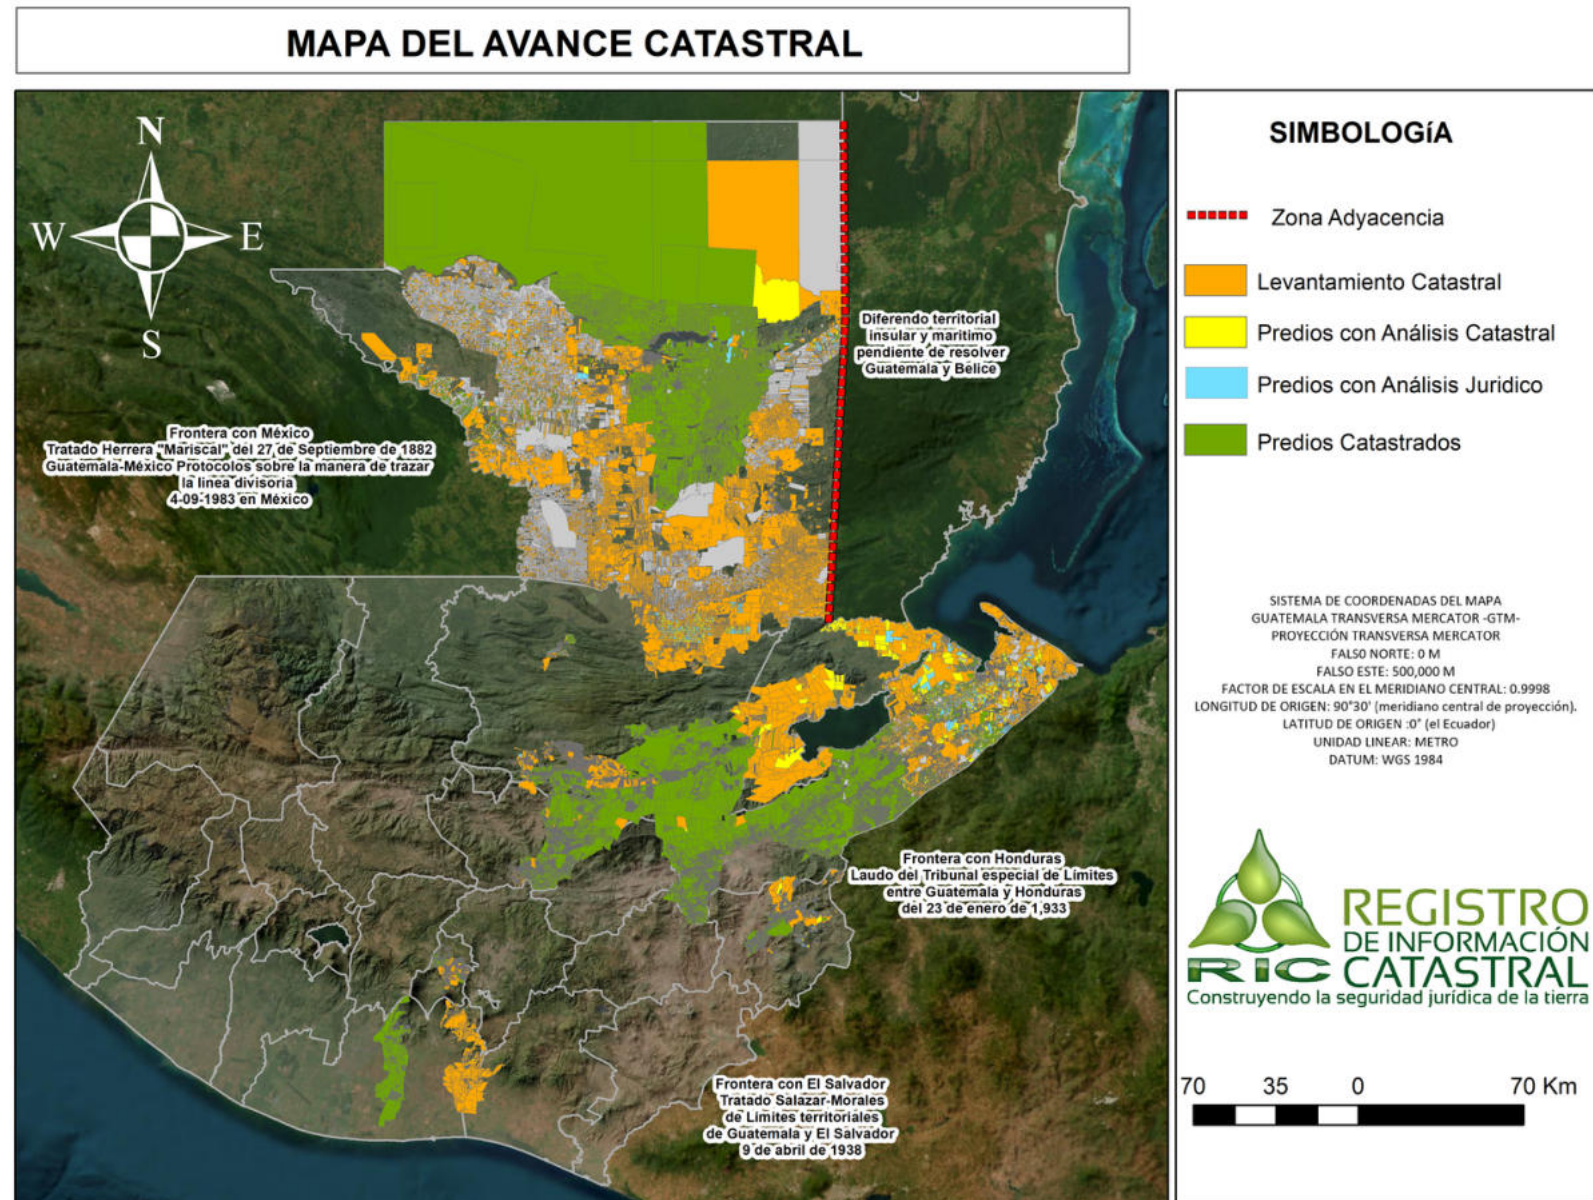 MAPA DEL AVANCE CATASTRAL
N
W
E
S
Diferendo territorial
insular y marítimo
pendiente de resolver
Guatemala y Belice
Frontera con México
Tratado Herrera "Mariscal" del 27 de Septiembre de 1882
Guatemala-México Protocolos sobre la manera de trazar
la línea divisoria
4-09-1983 en México
Frontera con Honduras
Laudo del Tribunal especial de Límites
entre Guatemala y Honduras
del 23 de enero de 1,933
Frontera con El Salvador
Tratado Salazar-Morales
de Límites territoriales
de Guatemala y El Salvador
9 de abril de 1938
SIMBOLOGíA
Zona Adyacencia
Levantamiento Catastral
Predios con Análisis Catastral
Predios con Análisis Juridico
Predios Catastrados
SISTEMA DE COORDENADAS DEL MAPA
GUATEMALA TRANSVERSA MERCATOR -GTM-
PROYECCIÓN TRANSVERSA MERCATOR
FALSO NORTE: 0 M
FALSO ESTE: 500,000 M
FACTOR DE ESCALA EN EL MERIDIANO CENTRAL: 0.9998
LONGITUD DE ORIGEN: 90°30' (meridiano central de proyección).
LATITUD DE ORIGEN :0° (el Ecuador)
UNIDAD LINEAR: METRO
DATUM: WGS 1984
RIC
REGISTRO
DE INFORMACIÓN
CATASTRAL
Construyendo la seguridad jurídica de la tierra
70 35 0 70 Km